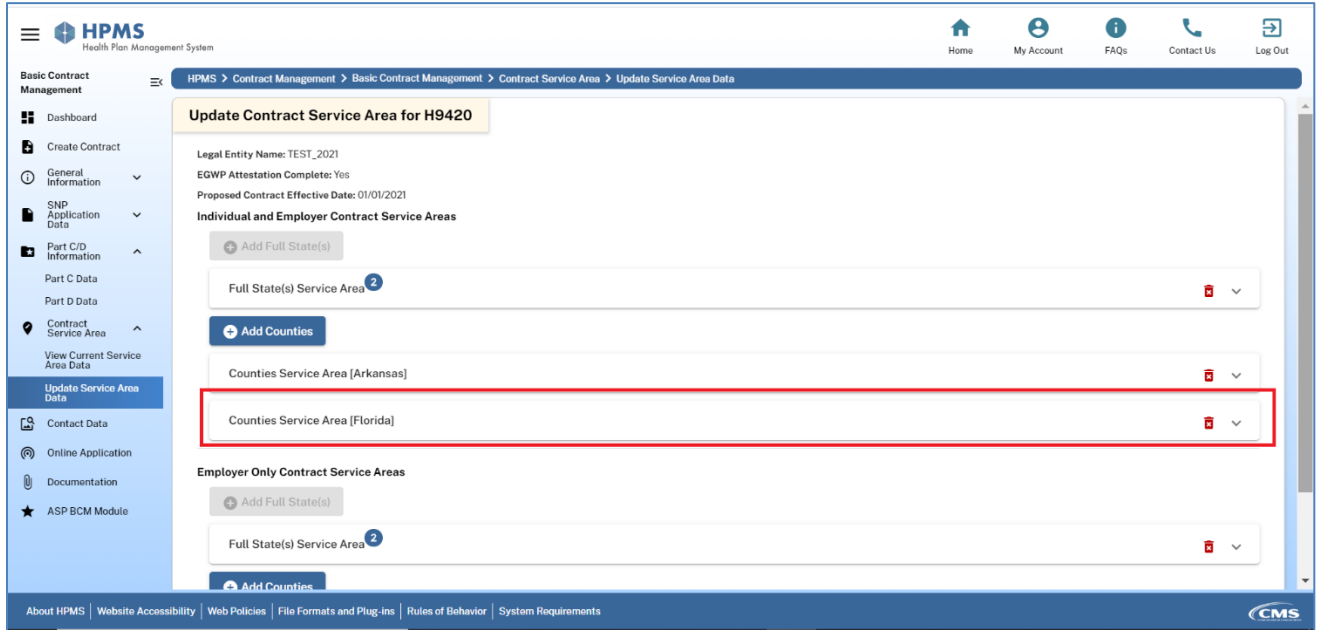 HPMS
Health Plan Management System
Home
My Account
FAQs
Contact Us
Log Out
Basic Contract
Management
HPMS > Contract Management > Basic Contract Management > Contract Service Area > Update Service Area Data
Dashboard
Create Contract
General
Information
SNP
Application
Data
Part C/D
Information
Part C Data
Part D Data
Contract
Service Area
View Current Service
Area Data
Update Service Area
Data
Contact Data
Online Application
Documentation
ASP BCM Module
Update Contract Service Area for H9420
Legal Entity Name: TEST_2021
EGWP Attestation Complete: Yes
Proposed Contract Effective Date: 01/01/2021
Individual and Employer Contract Service Areas
Add Full State(s)
Full State(s) Service Area 2
Add Counties
Counties Service Area [Arkansas]
Counties Service Area [Florida]
Employer Only Contract Service Areas
Add Full State(s)
Full State(s) Service Area 2
Add Counties
About HPMS | Website Accessibility | Web Policies | File Formats and Plug-ins | Rules of Behavior | System Requirements
CMS